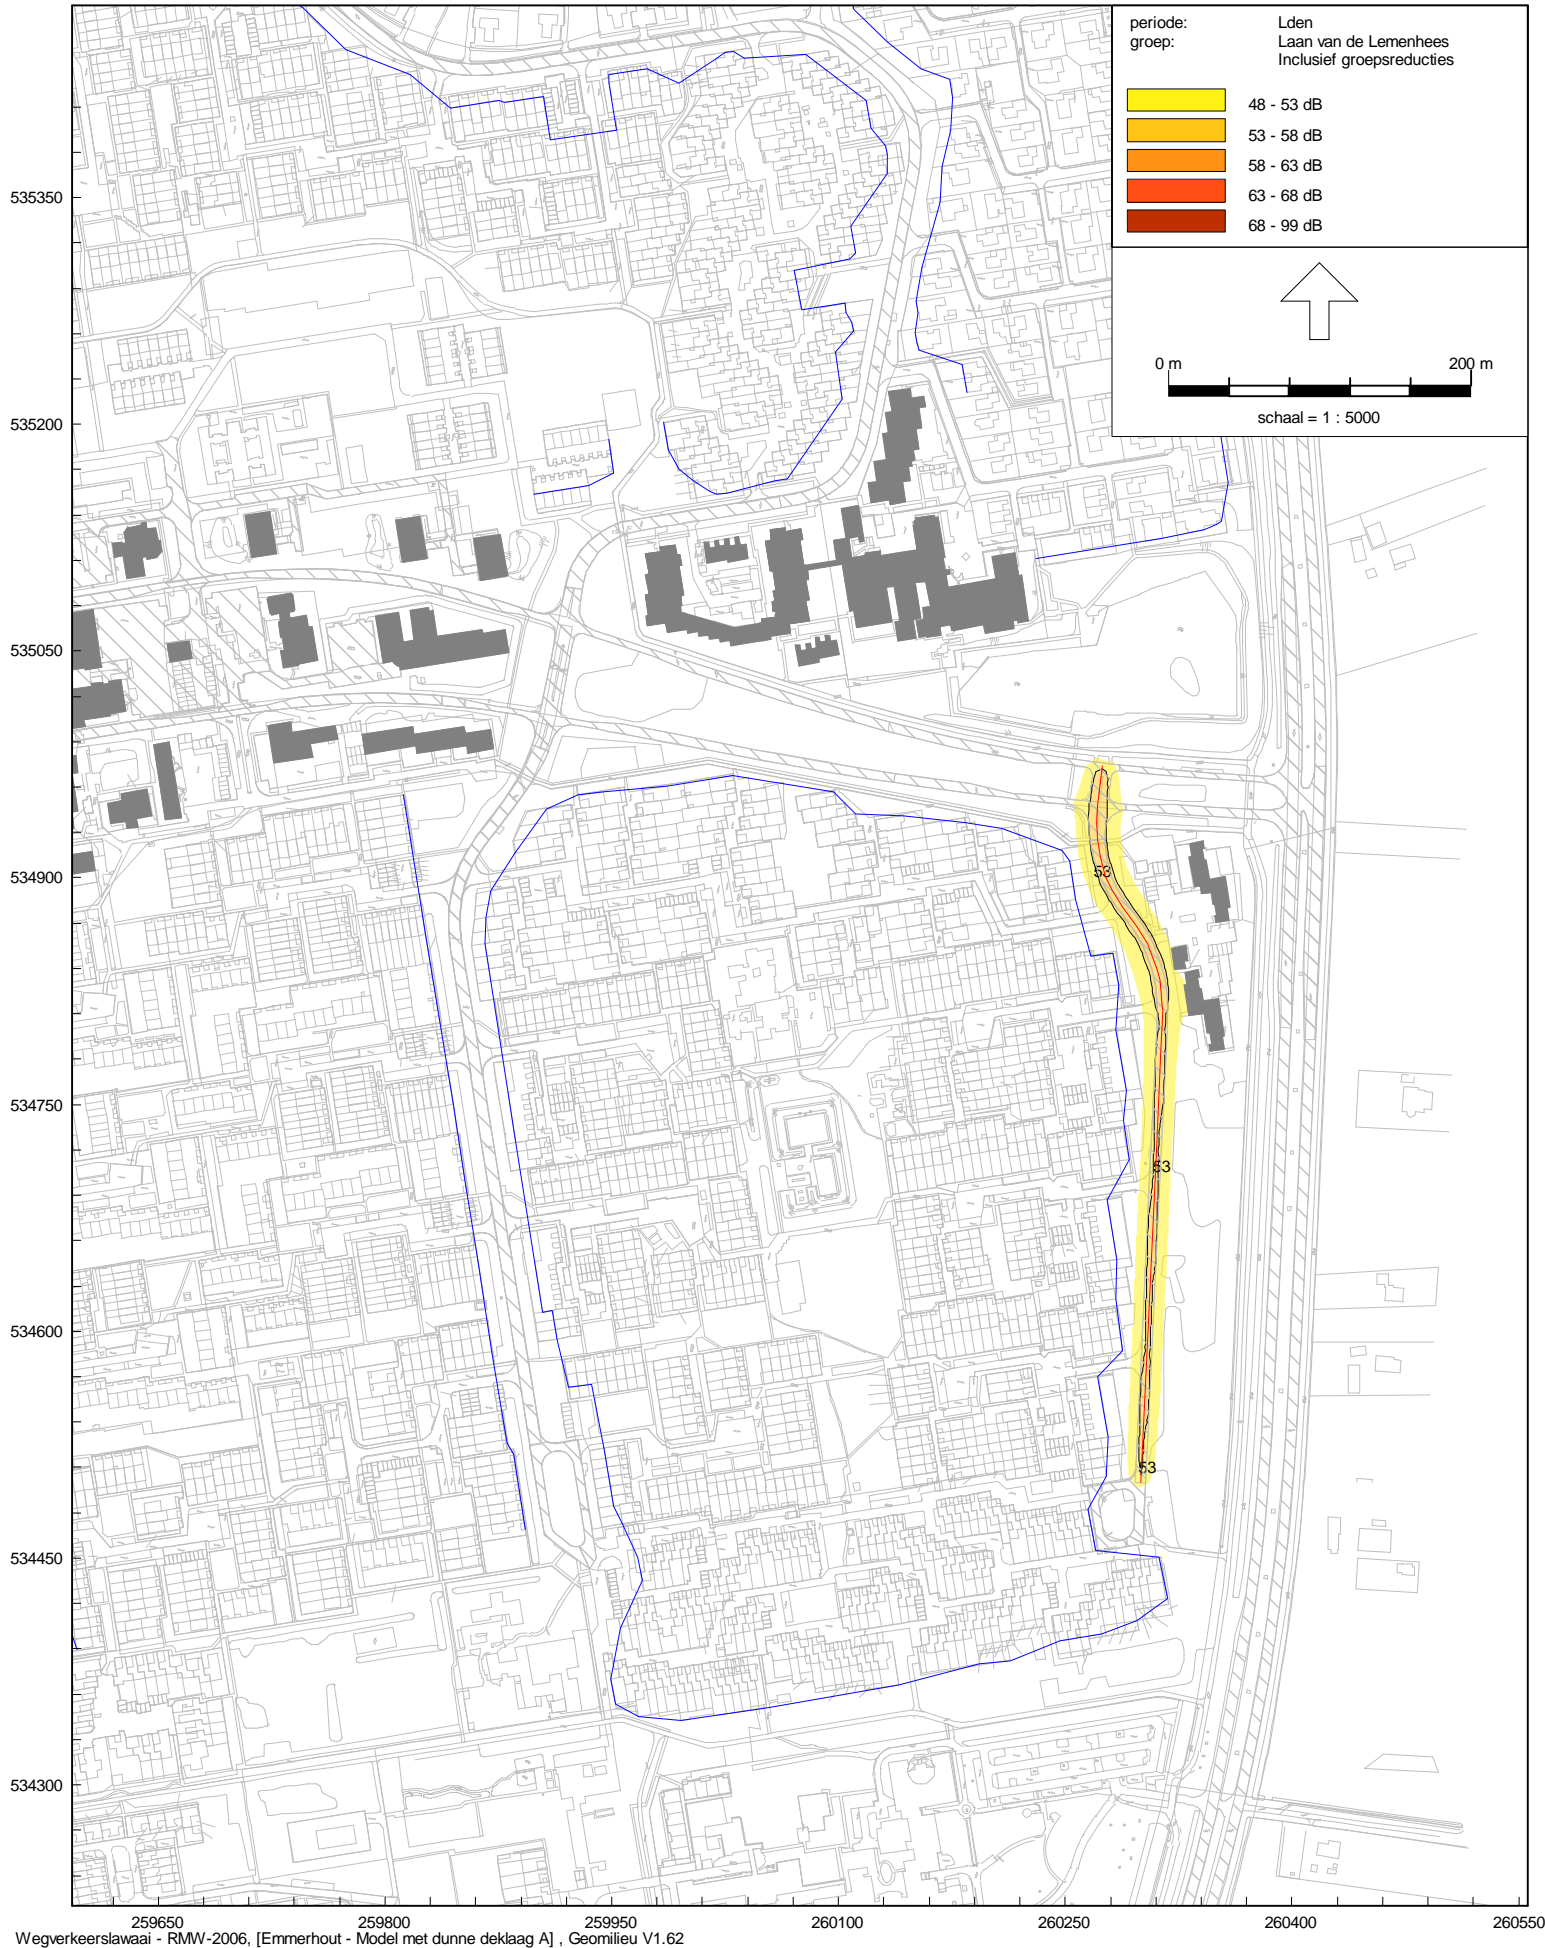 periode: Lden
groep: Laan van de Lemenhees
Inclusief groepsreducties
48 - 53 dB
53 - 58 dB
58 - 63 dB
63 - 68 dB
68 - 99 dB
0 m 200 m
schaal = 1 : 5000
535350
535200
535050
534900
534750
534600
534450
534300
53
53
53
259650 259800 259950 260100 260250 260400 260550
Wegverkeerslawaai - RMW-2006, [Emmerhout - Model met dunne deklaag A] , Geomilieu V1.62